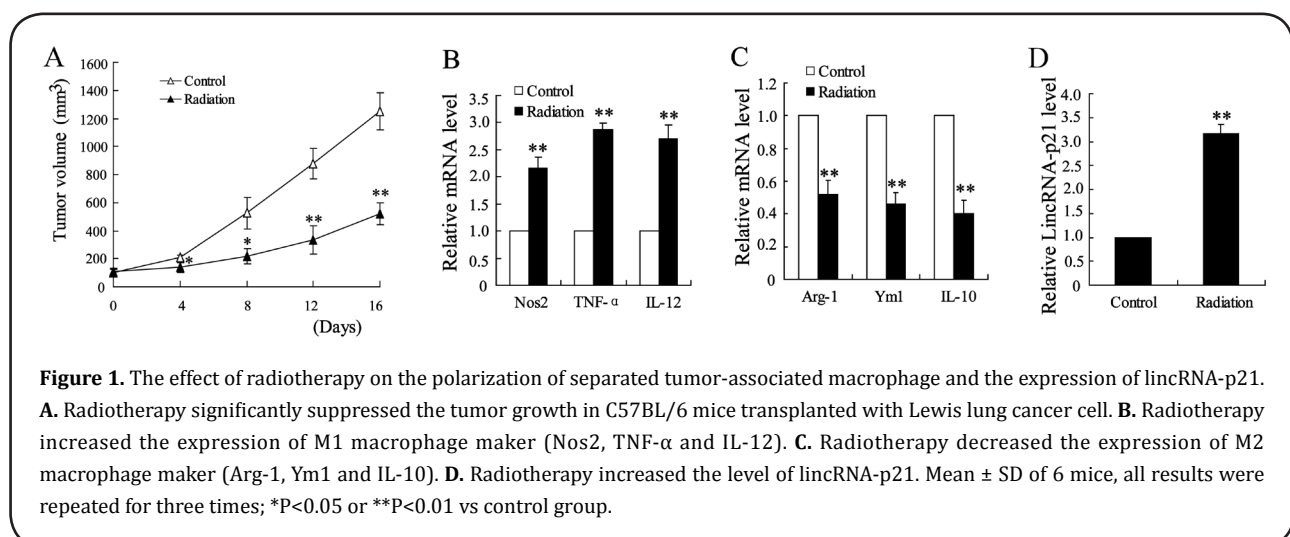 A
1600
1400
1200
1000
800
600
400
200
0
Tumor volume (mm³)
Control
Radiation
*
*
**
**
0 4 8 12 16
(Days)
B
Control
Radiation
3.5
3.0
2.5
2.0
1.5
1.0
0.5
0.0
Relative mRNA level
** ** **
Nos2 TNF-α IL-12
C
Control
Radiation
1.2
1.0
0.8
0.6
0.4
0.2
0.0
Relative mRNA level
** ** **
Arg-1 Ym1 IL-10
D
4.0
3.5
3.0
2.5
2.0
1.5
1.0
0.5
0.0
Relative LincRNA-p21 level
**
Control Radiation
Figure 1. The effect of radiotherapy on the polarization of separated tumor-associated macrophage and the expression of lincRNA-p21.
A. Radiotherapy significantly suppressed the tumor growth in C57BL/6 mice transplanted with Lewis lung cancer cell. B. Radiotherapy
increased the expression of M1 macrophage maker (Nos2, TNF-α and IL-12). C. Radiotherapy decreased the expression of M2
macrophage maker (Arg-1, Ym1 and IL-10). D. Radiotherapy increased the level of lincRNA-p21. Mean ± SD of 6 mice, all results were
repeated for three times; *P<0.05 or **P<0.01 vs control group.